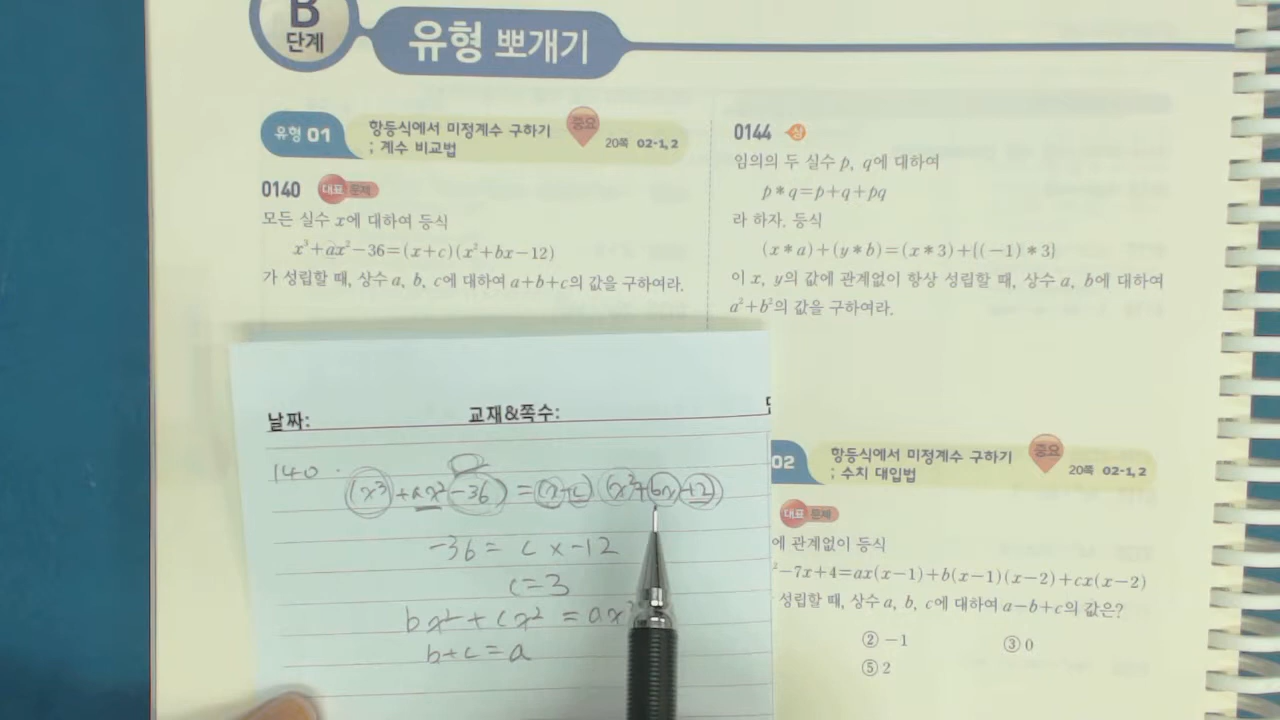 B
단계
유형 뽀개기
유형 01
항등식에서 미정계수 구하기
; 계수 비교법
중요
20쪽 02-1, 2
0140 대표 문제
모든 실수 x에 대하여 등식
x³+ax²-36=(x+c)(x²+bx-12)
가 성립할 때, 상수 a, b, c에 대하여 a+b+c의 값을 구하여라.
0144 상
임의의 두 실수 p, q에 대하여
p*q=p+q+pq
라 하자. 등식
(x*a)+(y*b)=(x*3)+{(-1)*3}
이 x, y의 값에 관계없이 항상 성립할 때, 상수 a, b에 대하여
a²+b²의 값을 구하여라.
날짜: 교재&쪽수:
140.
(x³+ax²-36)=(x+c)(x²+bx-12)
-36=c×-12
c=3
bx²+cx²=ax
b+c=a
02
항등식에서 미정계수 구하기
; 수치 대입법
중요
20쪽 02-1, 2
대표 문제
에 관계없이 등식
²-7x+4=ax(x-1)+b(x-1)(x-2)+cx(x-2)
성립할 때, 상수 a, b, c에 대하여 a-b+c의 값은?
② -1 ③ 0
⑤ 2